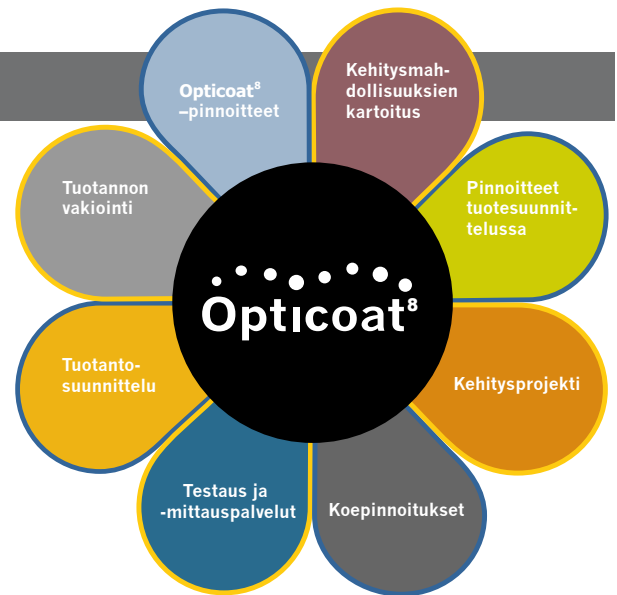 Opticoat⁸
–pinnoitteet
Kehitysmah-
dollisuuksien
kartoitus
Pinnoitteet
tuotesuunnit-
telussa
Kehitysprojekti
Koepinnoitukset
Testaus ja
-mittauspalvelut
Tuotanto-
suunnittelu
Tuotannon
vakiointi
Opticoat⁸